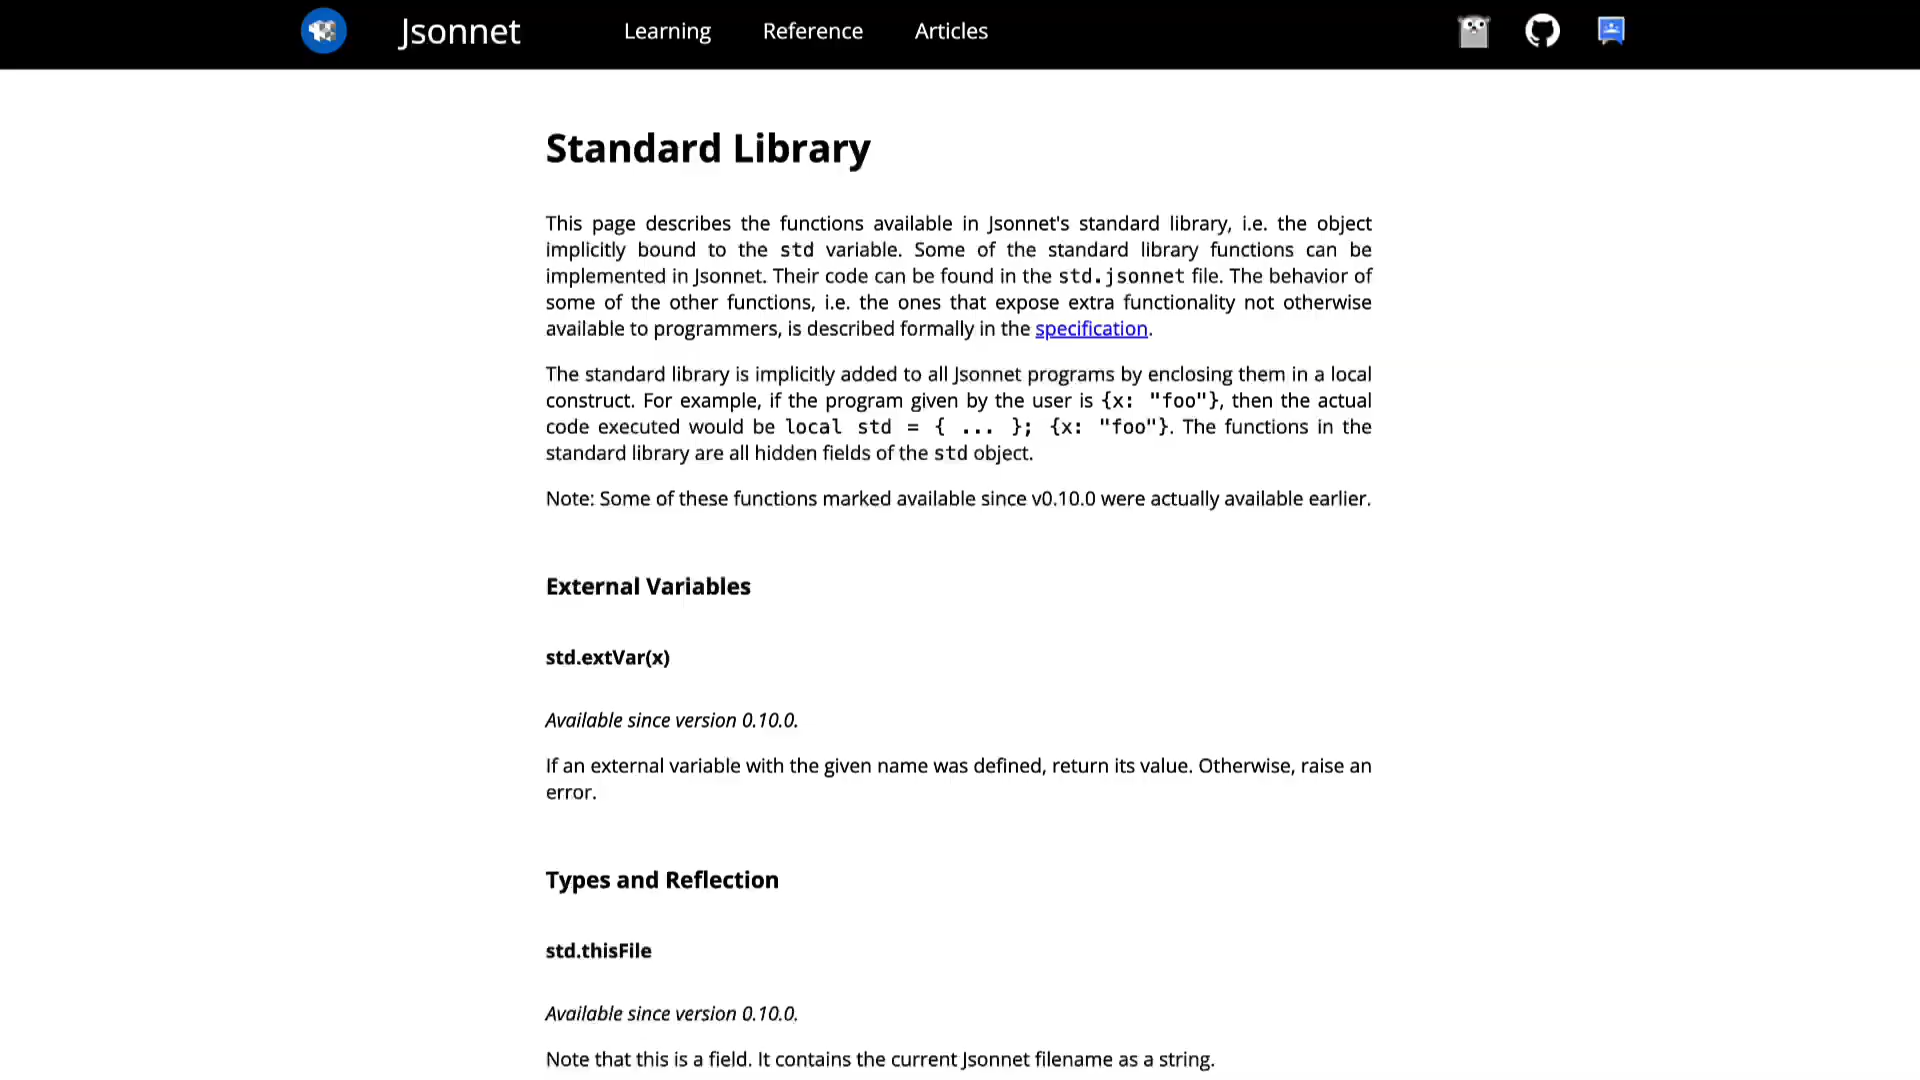 Jsonnet Learning Reference Articles
Standard Library
This page describes the functions available in Jsonnet's standard library, i.e. the object
implicitly bound to the std variable. Some of the standard library functions can be
implemented in Jsonnet. Their code can be found in the std.jsonnet file. The behavior of
some of the other functions, i.e. the ones that expose extra functionality not otherwise
available to programmers, is described formally in the specification.
The standard library is implicitly added to all Jsonnet programs by enclosing them in a local
construct. For example, if the program given by the user is {x: "foo"}, then the actual
code executed would be local std = { ... }; {x: "foo"}. The functions in the
standard library are all hidden fields of the std object.
Note: Some of these functions marked available since v0.10.0 were actually available earlier.
External Variables
std.extVar(x)
Available since version 0.10.0.
If an external variable with the given name was defined, return its value. Otherwise, raise an
error.
Types and Reflection
std.thisFile
Available since version 0.10.0.
Note that this is a field. It contains the current Jsonnet filename as a string.